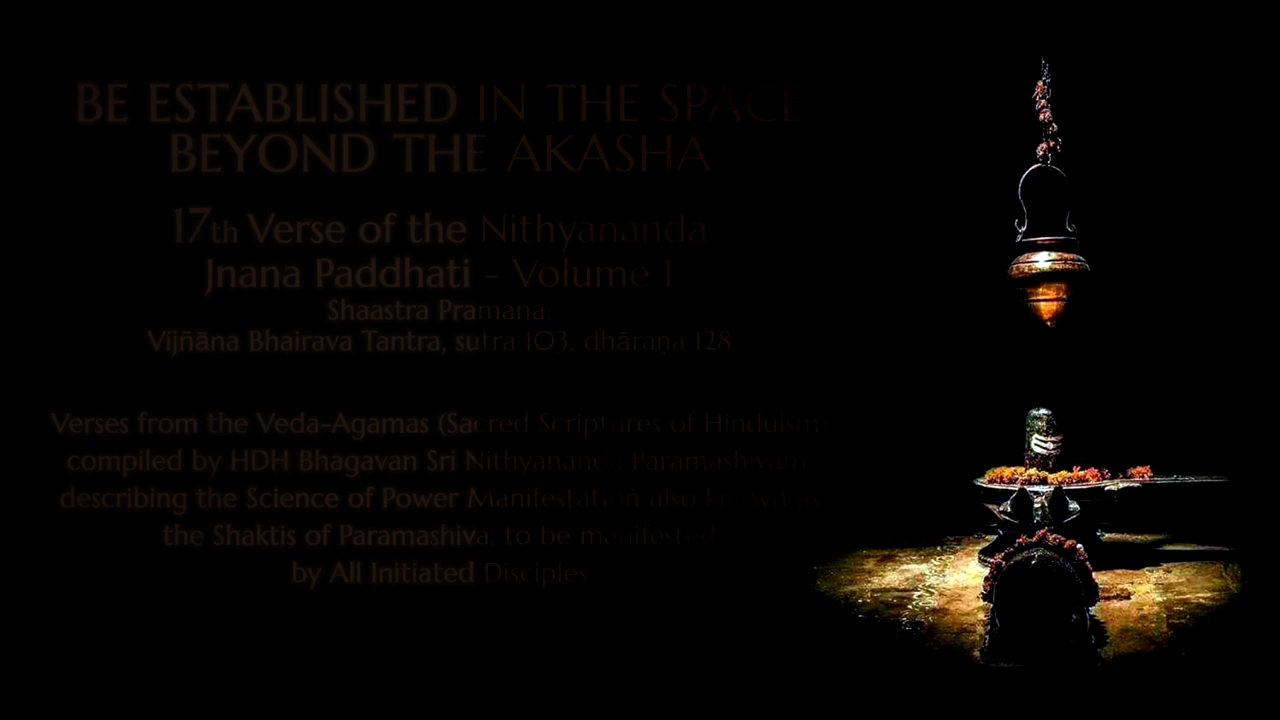 BE ESTABLISHED IN THE SPACE
BEYOND THE AKASHA
17th Verse of the Nithyananda
Jnana Paddhati - Volume 1
Shaastra Pramana:
Vijñāna Bhairava Tantra, sutra 103, dhāraṇa 128
Verses from the Veda-Agamas (Sacred Scriptures of Hinduism)
compiled by HDH Bhagavan Sri Nithyananda Paramashivam
describing the Science of Power Manifestation also known as
the Shaktis of Paramashiva, to be manifested
by All Initiated Disciples